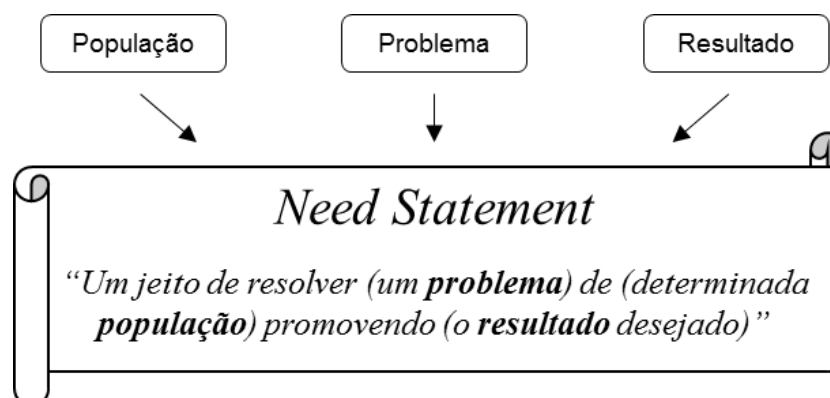 População Problema Resultado
Need Statement
“Um jeito de resolver (um problema) de (determinada
população) promovendo (o resultado desejado)”